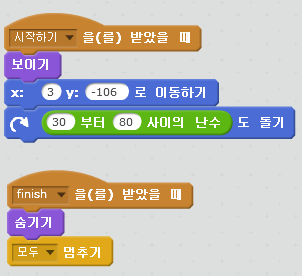 시작하기 을(를) 받았을 때
보이기
x: 3 y: -106 로 이동하기
30 부터 80 사이의 난수 도 돌기
finish 을(를) 받았을 때
숨기기
모두 멈추기